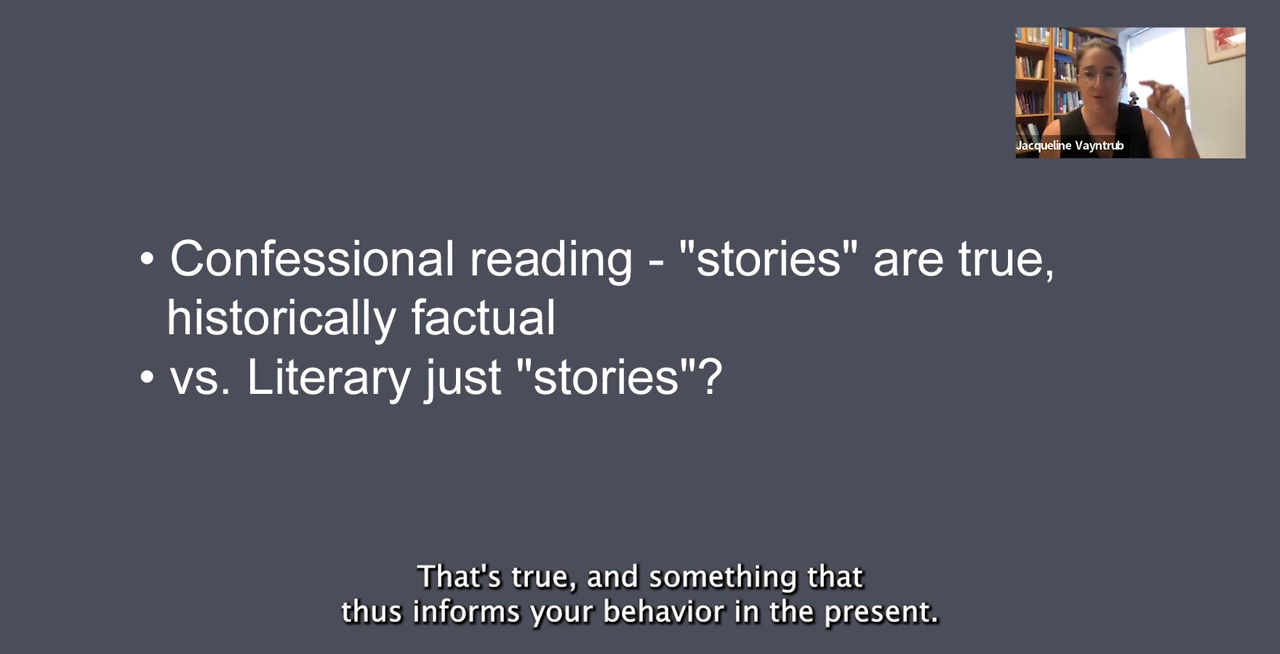 Jacqueline Vayntrub
• Confessional reading - "stories" are true,
historically factual
• vs. Literary just "stories"?
That's true, and something that
thus informs your behavior in the present.